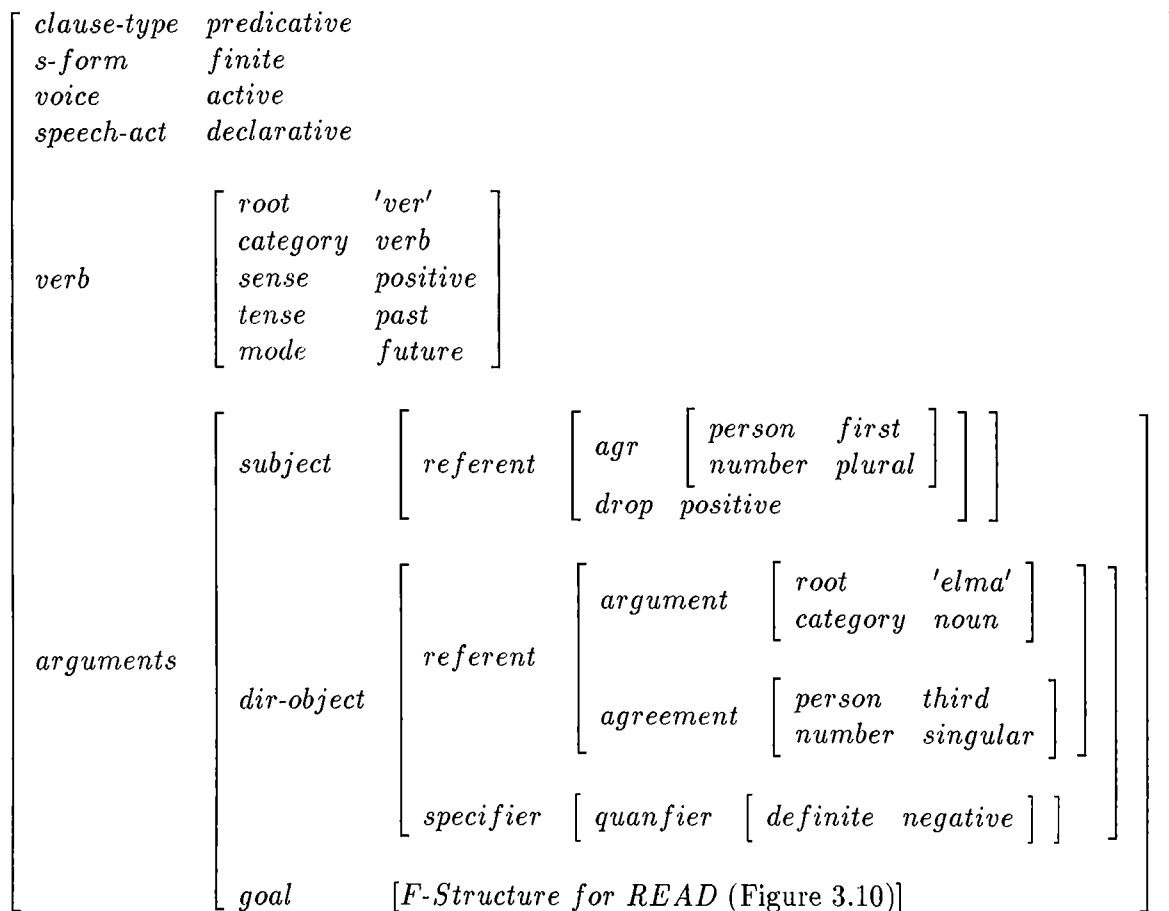 clause-type predicative
s-form finite
voice active
speech-act declarative
root 'ver'
category verb
verb sense positive
tense past
mode future
subject referent agr person first
number plural
drop positive
arguments dir-object referent argument root 'elma'
category noun
agreement person third
number singular
specifier quanfier definite negative
goal [F-Structure for READ (Figure 3.10)]